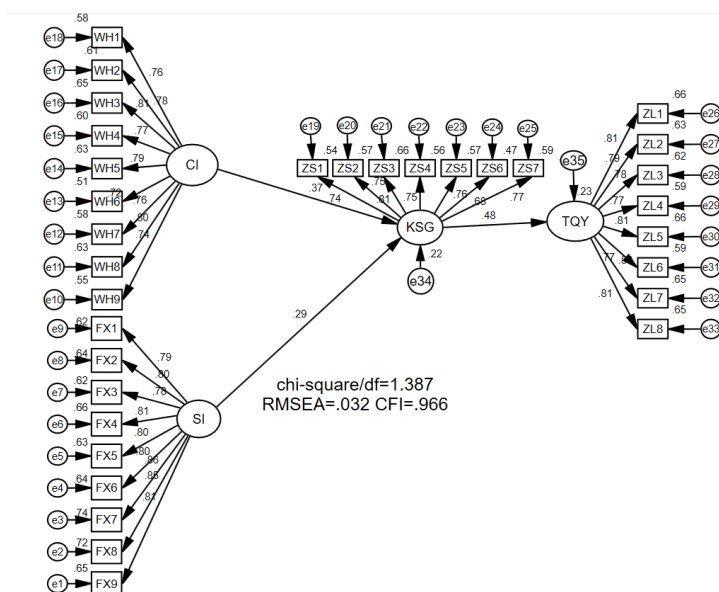 .58
e18 WH1
.61
e17 WH2 .76
.65 .78
e16 WH3 .81
.60
e15 WH4 .77
.63
e14 WH5 .79
.51
e13 WH6 .72 .76
.58
e12 WH7 .80
.63 .74
e11 WH8
.55
e10 WH9
CI
.62
e9 FX1
.64 .79
e8 FX2 .80
.62 .78
e7 FX3
.66 .81
e6 FX4
.63 .80
e5 FX5 .80
.64 .86
e4 FX6 .85
.74 .81
e3 FX7
.72
e2 FX8
.65
e1 FX9
SI
e19 e20 e21 e22 e23 e24 e25
.54 .57 .66 .56 .57 .47 .59
ZS1 ZS2 ZS3 ZS4 ZS5 ZS6 ZS7
.37 .74 .75 .81 .75 .76 .68 .77
KSG
.22
e34
.29
.48
e35
.23
TQY
.66
ZL1 e26
.81 .63
ZL2 e27
.79 .62
.78 ZL3 e28
.59
.77 ZL4 e29
.66
.81 ZL5 e30
.59
ZL6 e31
.77 .65
ZL7 e32
.81 .65
ZL8 e33
chi-square/df=1.387
RMSEA=.032 CFI=.966